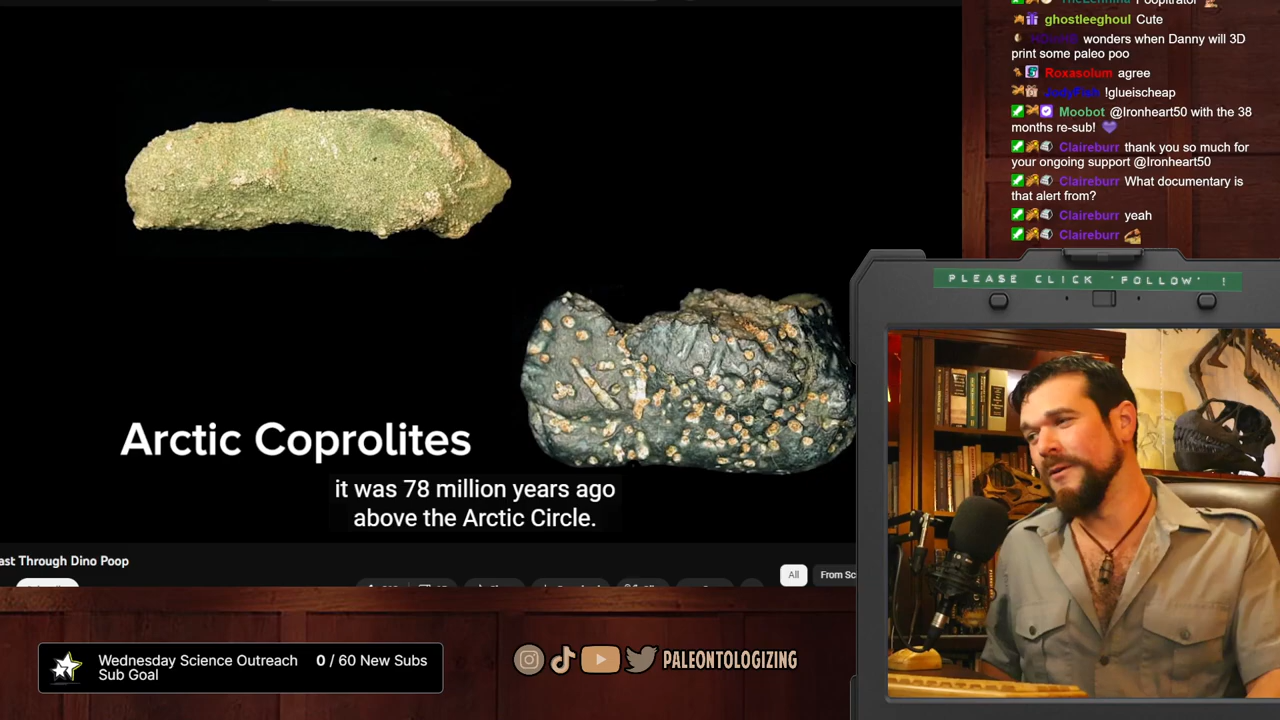 ghostleeghoul Cute
wonders when Danny will 3D
print some paleo poo
Roxasolum agree
JodyFish !glueischeap
Moobot @Ironheart50 with the 38
months re-sub!
Claireburr thank you so much for
your ongoing support @Ironheart50
Claireburr What documentary is
that alert from?
Claireburr yeah
Claireburr
PLEASE CLICK 'FOLLOW' !
Arctic Coprolites
it was 78 million years ago
above the Arctic Circle.
ast Through Dino Poop
All
From Sc
Wednesday Science Outreach 0 / 60 New Subs
Sub Goal
PALEONTOLOGIZING